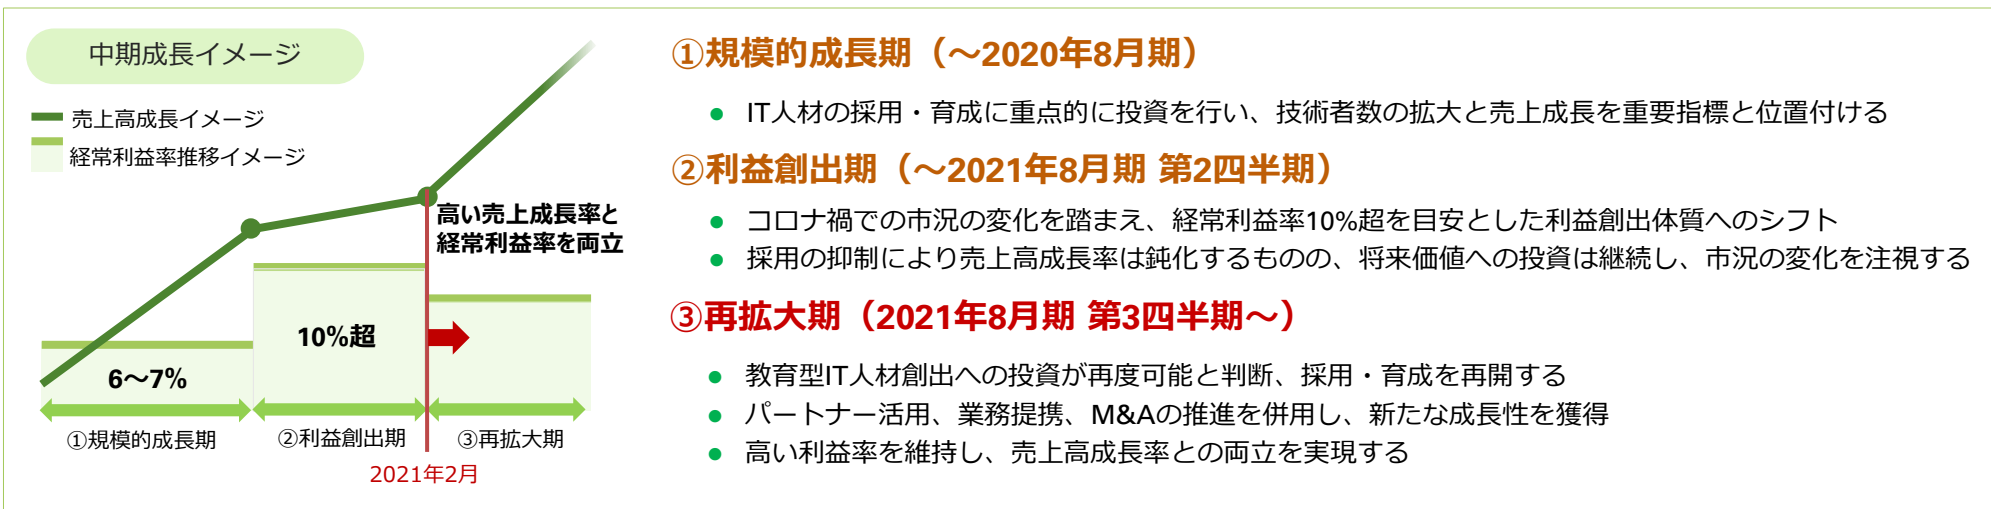 中期成長イメージ
売上高成長イメージ
経常利益率推移イメージ
高い売上成長率と
経常利益率を両立
10%超
6～7%
①規模的成長期
②利益創出期
③再拡大期
2021年2月
①規模的成長期（～2020年8月期）
● IT人材の採用・育成に重点的に投資を行い、技術者数の拡大と売上成長を重要指標と位置付ける
②利益創出期（～2021年8月期 第2四半期）
● コロナ禍での市況の変化を踏まえ、経常利益率10%超を目安とした利益創出体質へのシフト
● 採用の抑制により売上高成長率は鈍化するものの、将来価値への投資は継続し、市況の変化を注視する
③再拡大期（2021年8月期 第3四半期～）
● 教育型IT人材創出への投資が再度可能と判断、採用・育成を再開する
● パートナー活用、業務提携、M&Aの推進を併用し、新たな成長性を獲得
● 高い利益率を維持し、売上高成長率との両立を実現する